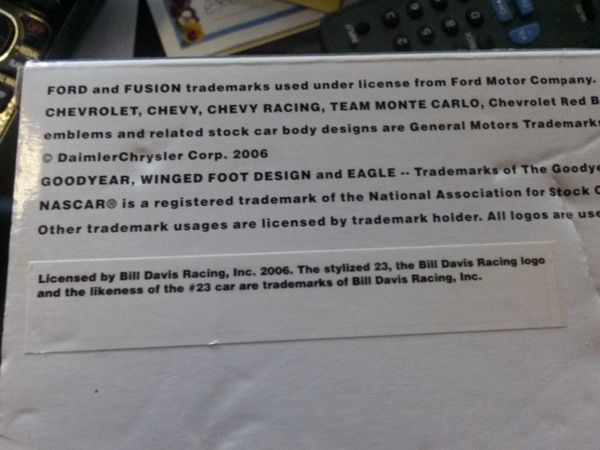 FORD and FUSION trademarks used under license from Ford Motor Company.
CHEVROLET, CHEVY, CHEVY RACING, TEAM MONTE CARLO, Chevrolet Red B
emblems and related stock car body designs are General Motors Trademark
© DaimlerChrysler Corp. 2006
GOODYEAR, WINGED FOOT DESIGN and EAGLE -- Trademarks of The Goodye
NASCAR® is a registered trademark of the National Association for Stock C
Other trademark usages are licensed by trademark holder. All logos are use
Licensed by Bill Davis Racing, Inc. 2006. The stylized 23, the Bill Davis Racing logo
and the likeness of the #23 car are trademarks of Bill Davis Racing, Inc.